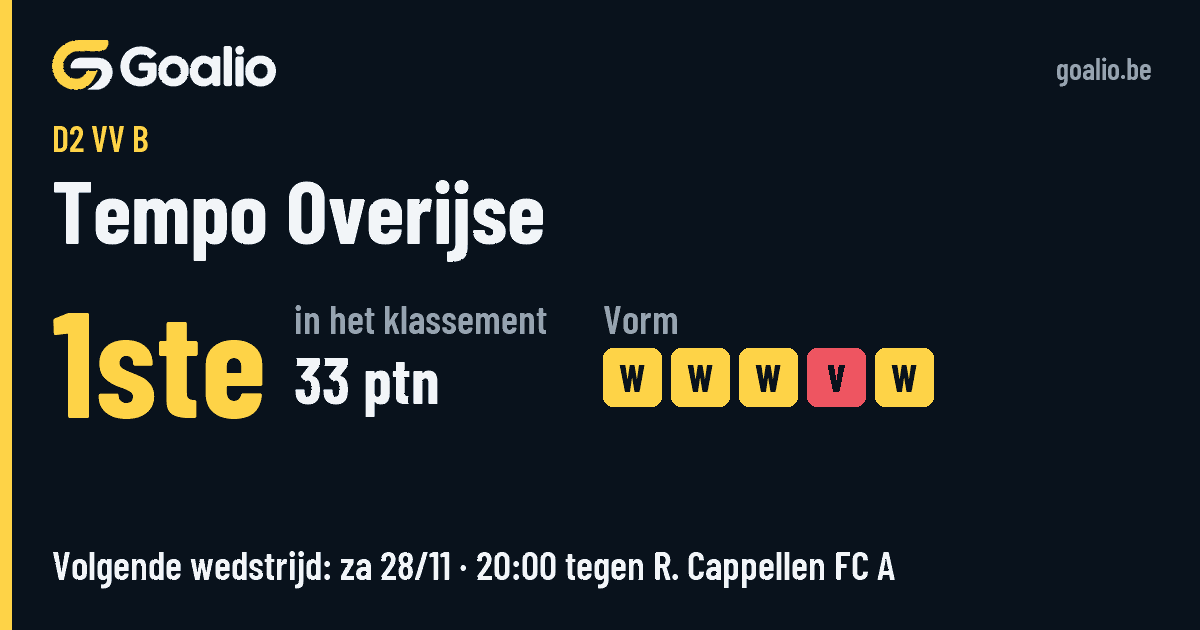 Goalio
goalio.be
D2 VV B
Tempo Overijse
1ste
in het klassement
33 ptn
Vorm
W W W V W
Volgende wedstrijd: za 28/11 · 20:00 tegen R. Cappellen FC A